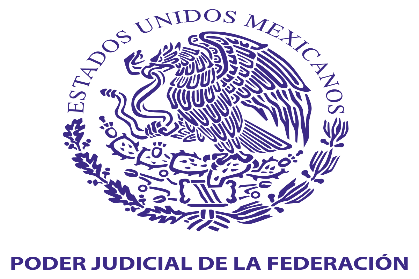 ESTADOS UNIDOS MEXICANOS
PODER JUDICIAL DE LA FEDERACIÓN